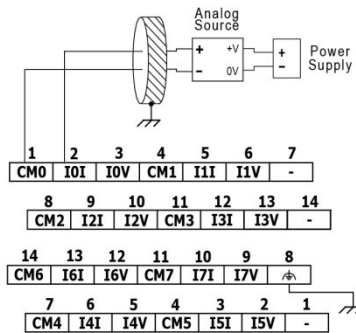 Analog
Source
+ +V
- 0V
+
-
Power
Supply
1 2 3 4 5 6 7
CM0 I0I I0V CM1 I1I I1V -
8 9 10 11 12 13 14
CM2 I2I I2V CM3 I3I I3V -
14 13 12 11 10 9 8
CM6 I6I I6V CM7 I7I I7V
7 6 5 4 3 2 1
CM4 I4I I4V CM5 I5I I5V -